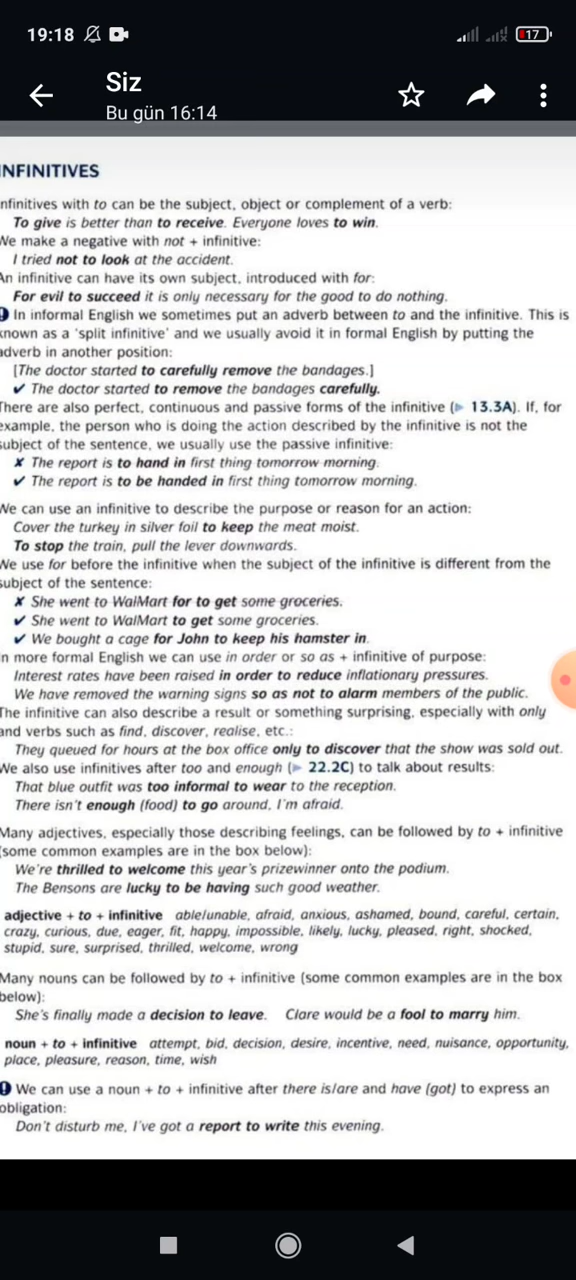 19:18
17
Siz
Bu gün 16:14
INFINITIVES
nfinitives with to can be the subject, object or complement of a verb:
To give is better than to receive. Everyone loves to win.
We make a negative with not + infinitive:
I tried not to look at the accident.
An infinitive can have its own subject, introduced with for:
For evil to succeed it is only necessary for the good to do nothing.
! In informal English we sometimes put an adverb between to and the infinitive. This is
known as a 'split infinitive' and we usually avoid it in formal English by putting the
adverb in another position:
[The doctor started to carefully remove the bandages.]
✔ The doctor started to remove the bandages carefully.
There are also perfect, continuous and passive forms of the infinitive (▶ 13.3A). If, for
example, the person who is doing the action described by the infinitive is not the
subject of the sentence, we usually use the passive infinitive:
✘ The report is to hand in first thing tomorrow morning.
✔ The report is to be handed in first thing tomorrow morning.
We can use an infinitive to describe the purpose or reason for an action:
Cover the turkey in silver foil to keep the meat moist.
To stop the train, pull the lever downwards.
We use for before the infinitive when the subject of the infinitive is different from the
subject of the sentence:
✘ She went to WalMart for to get some groceries.
✔ She went to WalMart to get some groceries.
✔ We bought a cage for John to keep his hamster in.
n more formal English we can use in order or so as + infinitive of purpose:
Interest rates have been raised in order to reduce inflationary pressures.
We have removed the warning signs so as not to alarm members of the public.
The infinitive can also describe a result or something surprising, especially with only
and verbs such as find, discover, realise, etc.:
They queued for hours at the box office only to discover that the show was sold out.
We also use infinitives after too and enough (▶ 22.2C) to talk about results:
That blue outfit was too informal to wear to the reception.
There isn't enough (food) to go around, I'm afraid.
Many adjectives, especially those describing feelings, can be followed by to + infinitive
(some common examples are in the box below):
We're thrilled to welcome this year's prizewinner onto the podium.
The Bensons are lucky to be having such good weather.
adjective + to + infinitive able/unable, afraid, anxious, ashamed, bound, careful, certain,
crazy, curious, due, eager, fit, happy, impossible, likely, lucky, pleased, right, shocked,
stupid, sure, surprised, thrilled, welcome, wrong
Many nouns can be followed by to + infinitive (some common examples are in the box
below):
She's finally made a decision to leave. Clare would be a fool to marry him.
noun + to + infinitive attempt, bid, decision, desire, incentive, need, nuisance, opportunity,
place, pleasure, reason, time, wish
! We can use a noun + to + infinitive after there is/are and have (got) to express an
obligation:
Don't disturb me, I've got a report to write this evening.